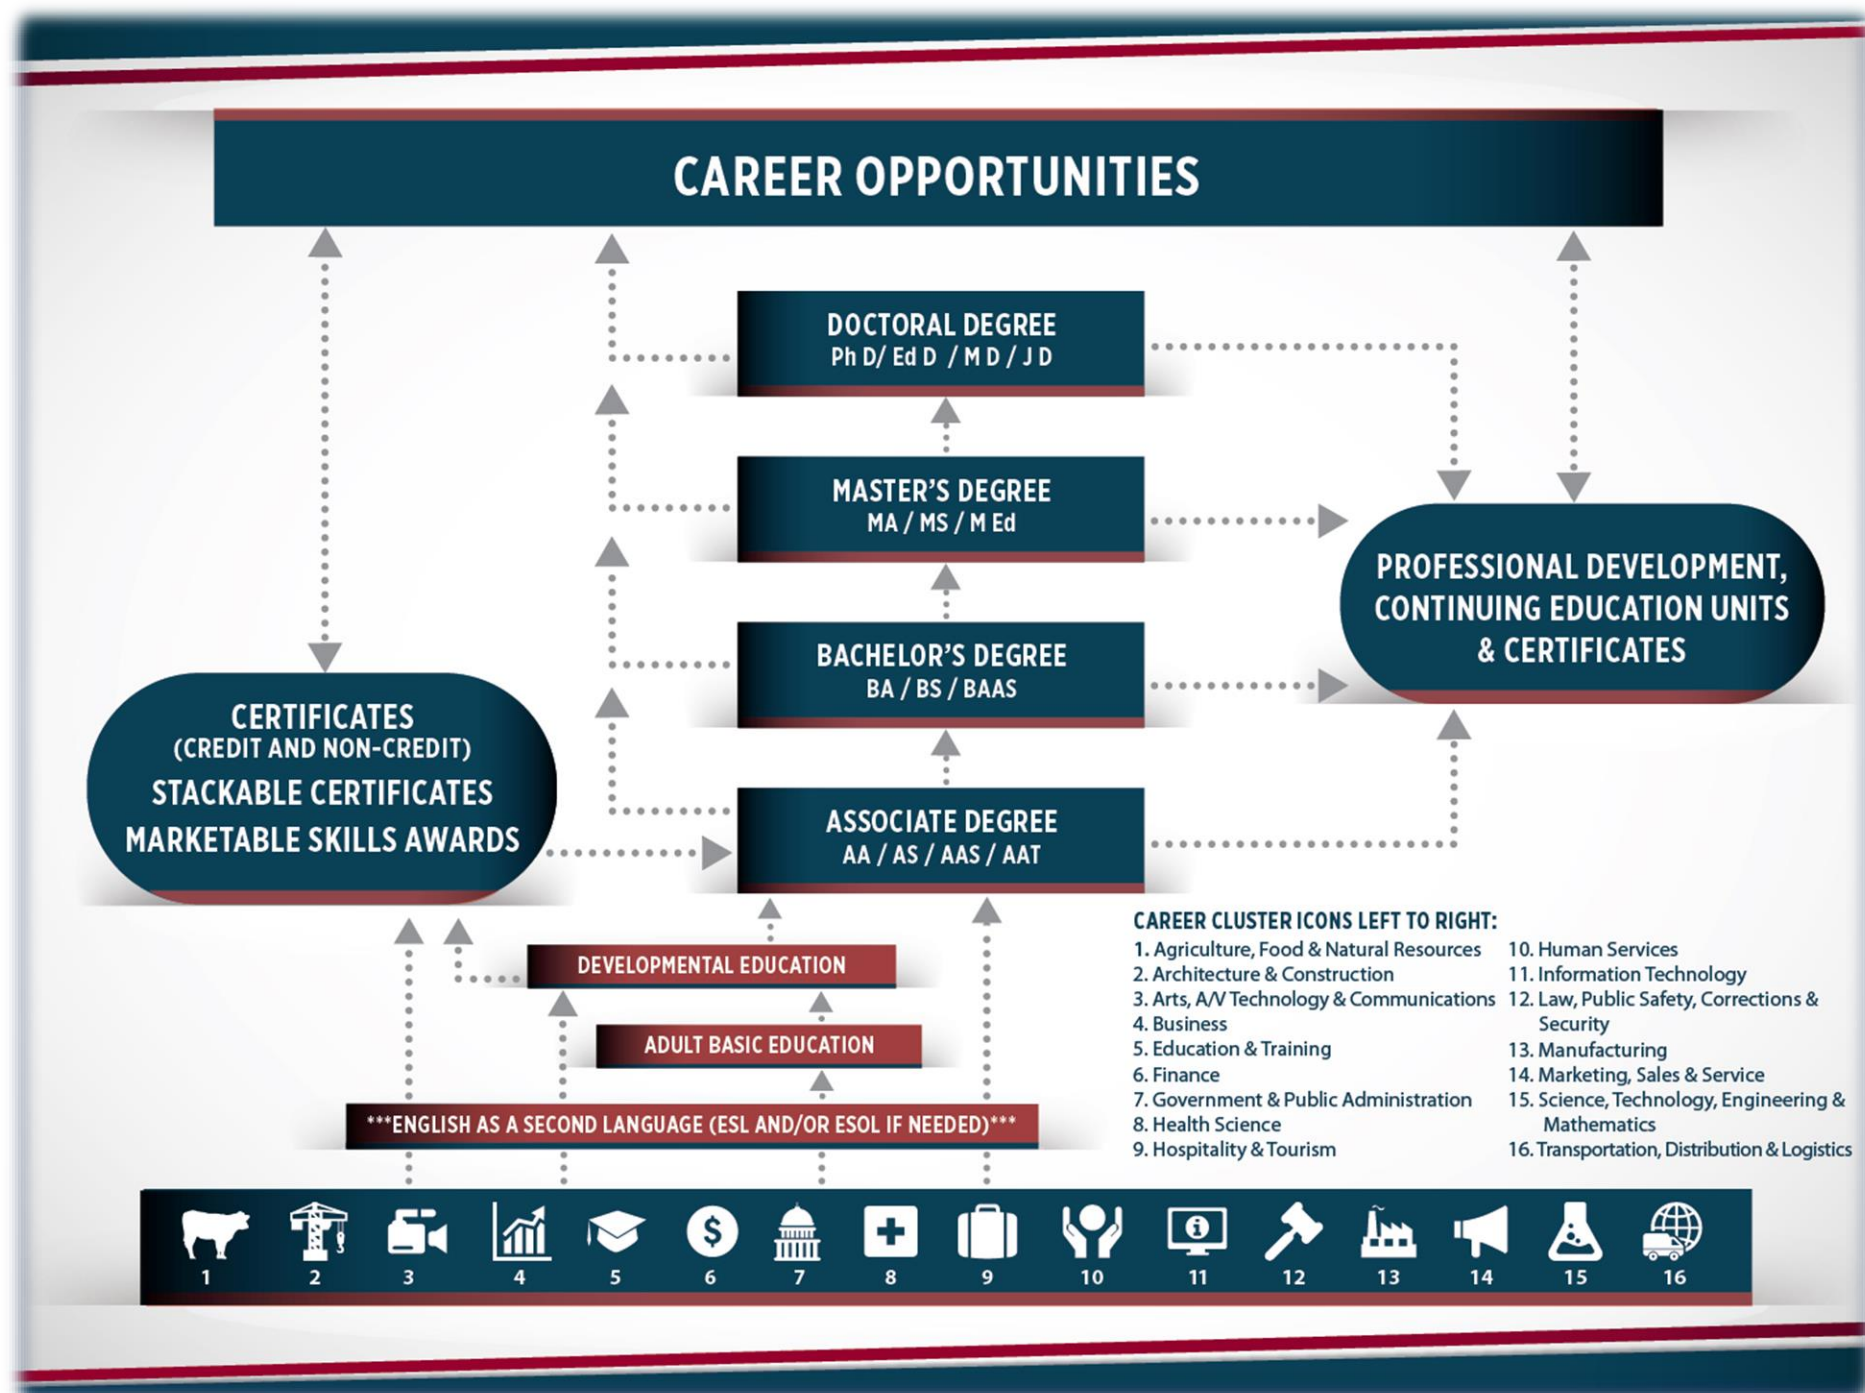 CAREER OPPORTUNITIES
DOCTORAL DEGREE
Ph D/ Ed D / M D / J D
MASTER'S DEGREE
MA / MS / M Ed
BACHELOR'S DEGREE
BA / BS / BAAS
ASSOCIATE DEGREE
AA / AS / AAS / AAT
PROFESSIONAL DEVELOPMENT,
CONTINUING EDUCATION UNITS
& CERTIFICATES
CERTIFICATES
(CREDIT AND NON-CREDIT)
STACKABLE CERTIFICATES
MARKETABLE SKILLS AWARDS
DEVELOPMENTAL EDUCATION
ADULT BASIC EDUCATION
***ENGLISH AS A SECOND LANGUAGE (ESL AND/OR ESOL IF NEEDED)***
CAREER CLUSTER ICONS LEFT TO RIGHT:
1. Agriculture, Food & Natural Resources
2. Architecture & Construction
3. Arts, A/V Technology & Communications
4. Business
5. Education & Training
6. Finance
7. Government & Public Administration
8. Health Science
9. Hospitality & Tourism
10. Human Services
11. Information Technology
12. Law, Public Safety, Corrections &
Security
13. Manufacturing
14. Marketing, Sales & Service
15. Science, Technology, Engineering &
Mathematics
16. Transportation, Distribution & Logistics
$ i
1 2 3 4 5 6 7 8 9 10 11 12 13 14 15 16